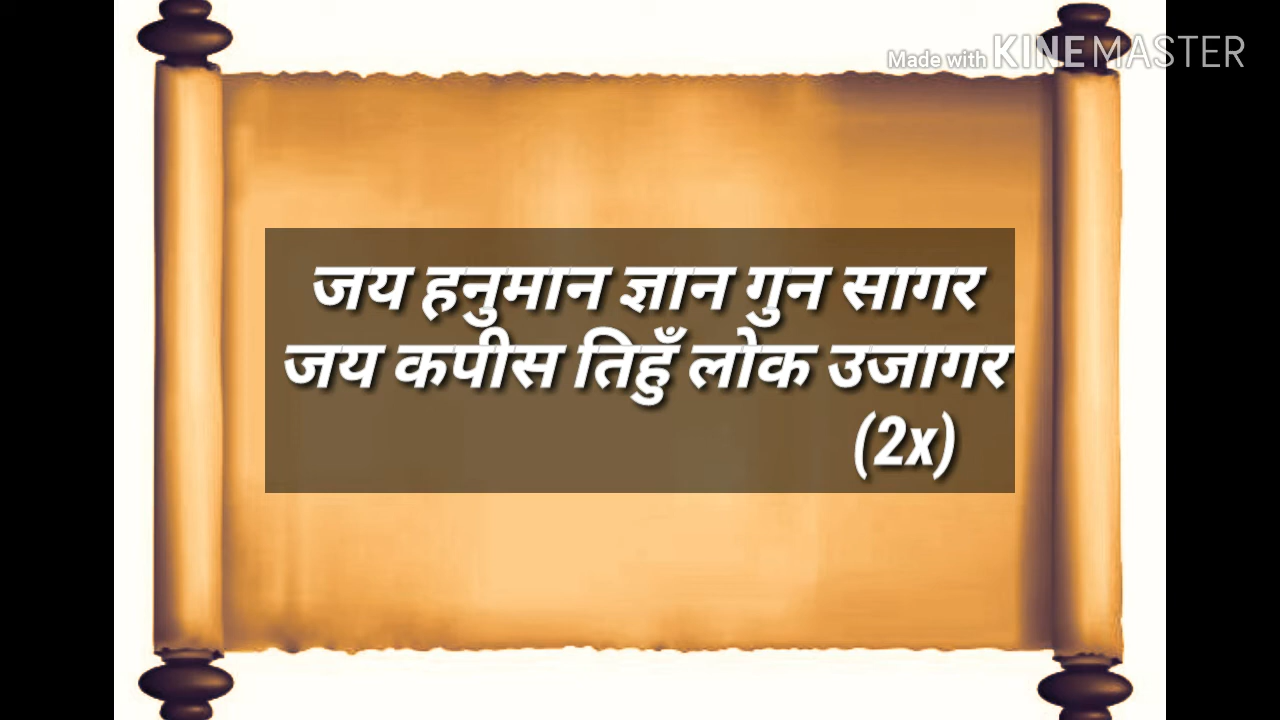 Made with KINEMASTER
जय हनुमान ज्ञान गुन सागर
जय कपीस तिहुँ लोक उजागर
(2x)